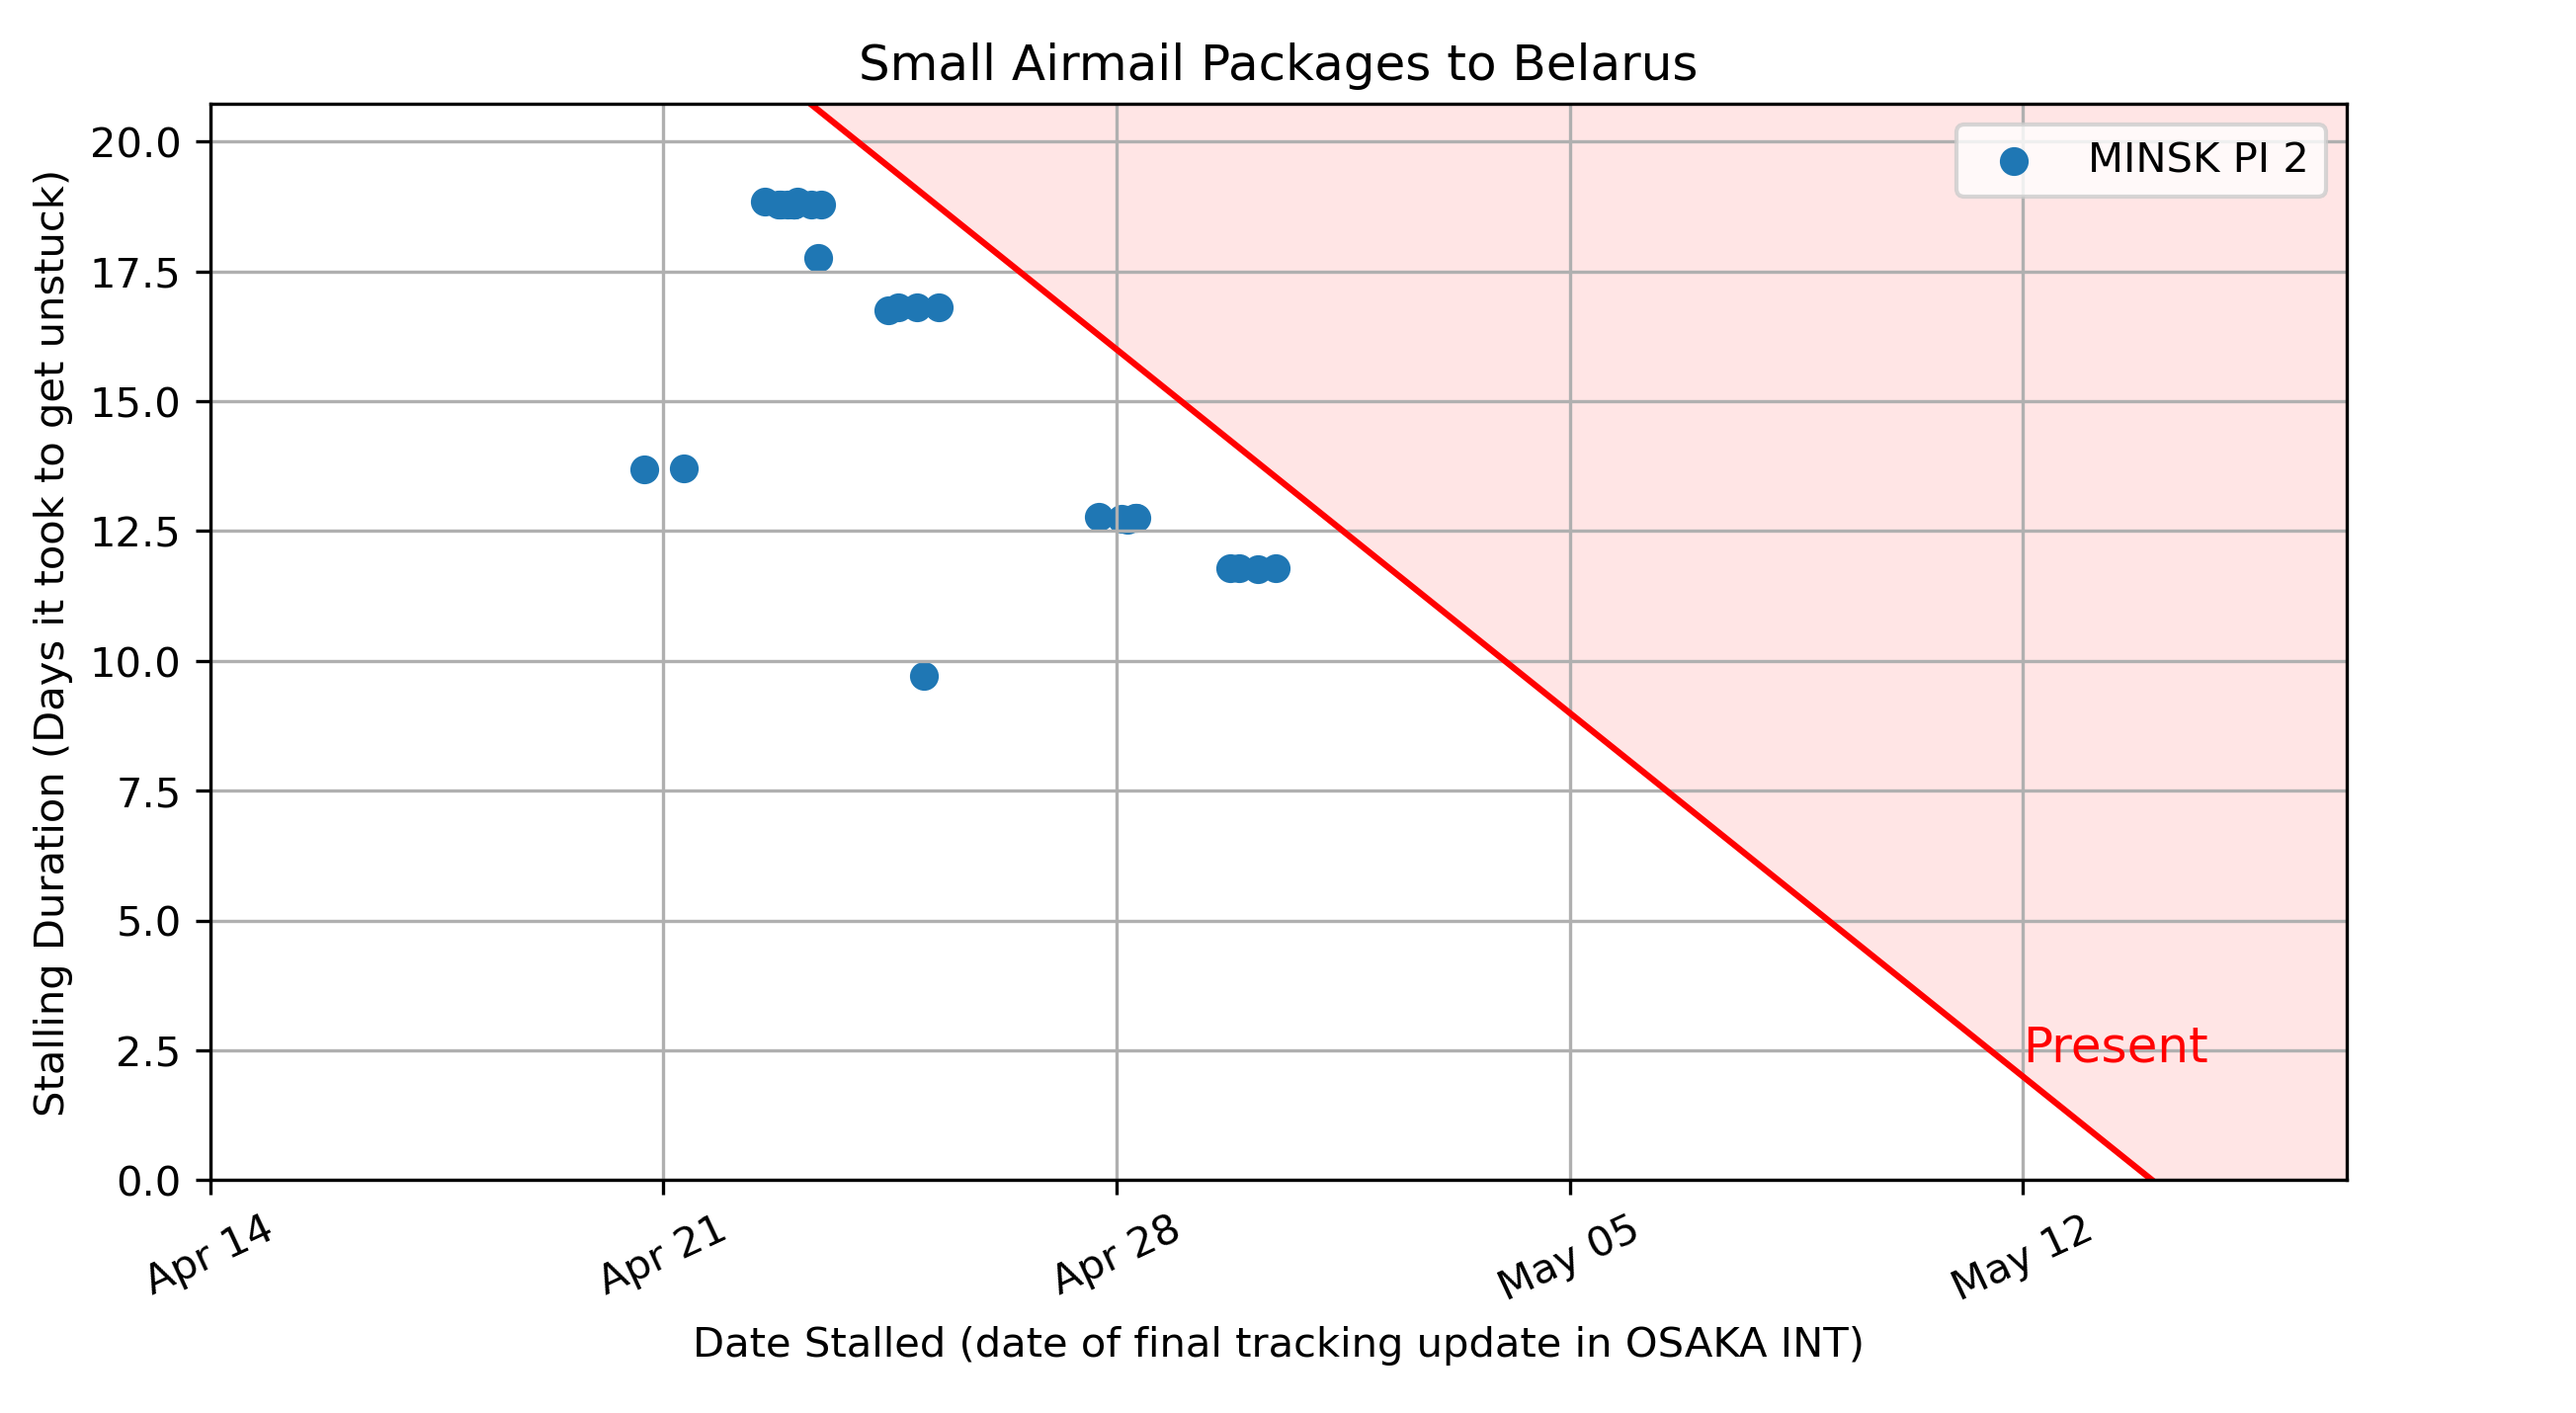 Small Airmail Packages to Belarus
MINSK PI 2
Stalling Duration (Days it took to get unstuck)
20.0
17.5
15.0
12.5
10.0
7.5
5.0
2.5
0.0
Present
Apr 14
Apr 21
Apr 28
May 05
May 12
Date Stalled (date of final tracking update in OSAKA INT)